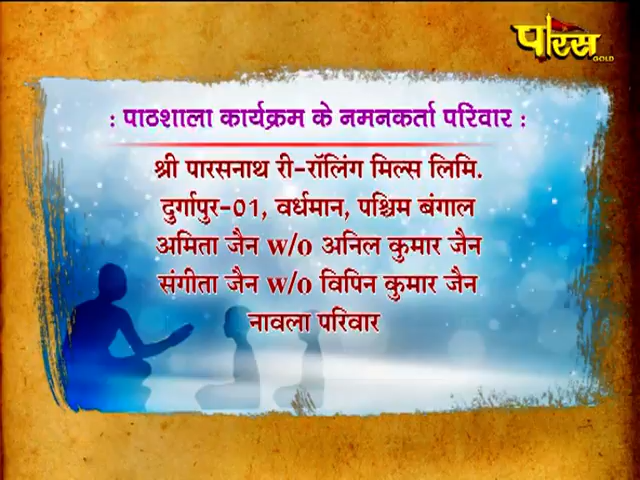 पारस
GOLD
: पाठशाला कार्यक्रम के नमनकर्ता परिवार :
श्री पारसनाथ री-रॉलिंग मिल्स लिमि.
दुर्गापुर-01, वर्धमान, पश्चिम बंगाल
अमिता जैन w/o अनिल कुमार जैन
संगीता जैन w/o विपिन कुमार जैन
नावला परिवार